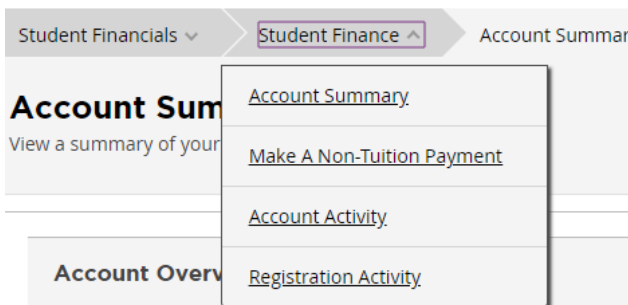 Student Financials
Student Finance
Account Summar
Account Sum
View a summary of your
Account Summary
Make A Non-Tuition Payment
Account Activity
Registration Activity
Account Overv